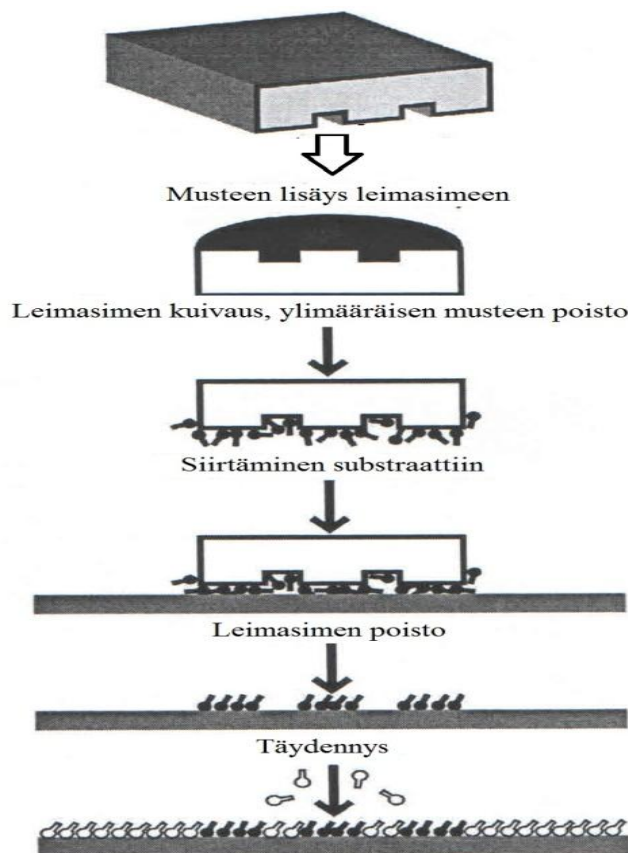 Musteen lisäys leimasimeen
Leimasimen kuivaus, ylimääräisen musteen poisto
Siirtäminen substraattiin
Leimasimen poisto
Täydennys